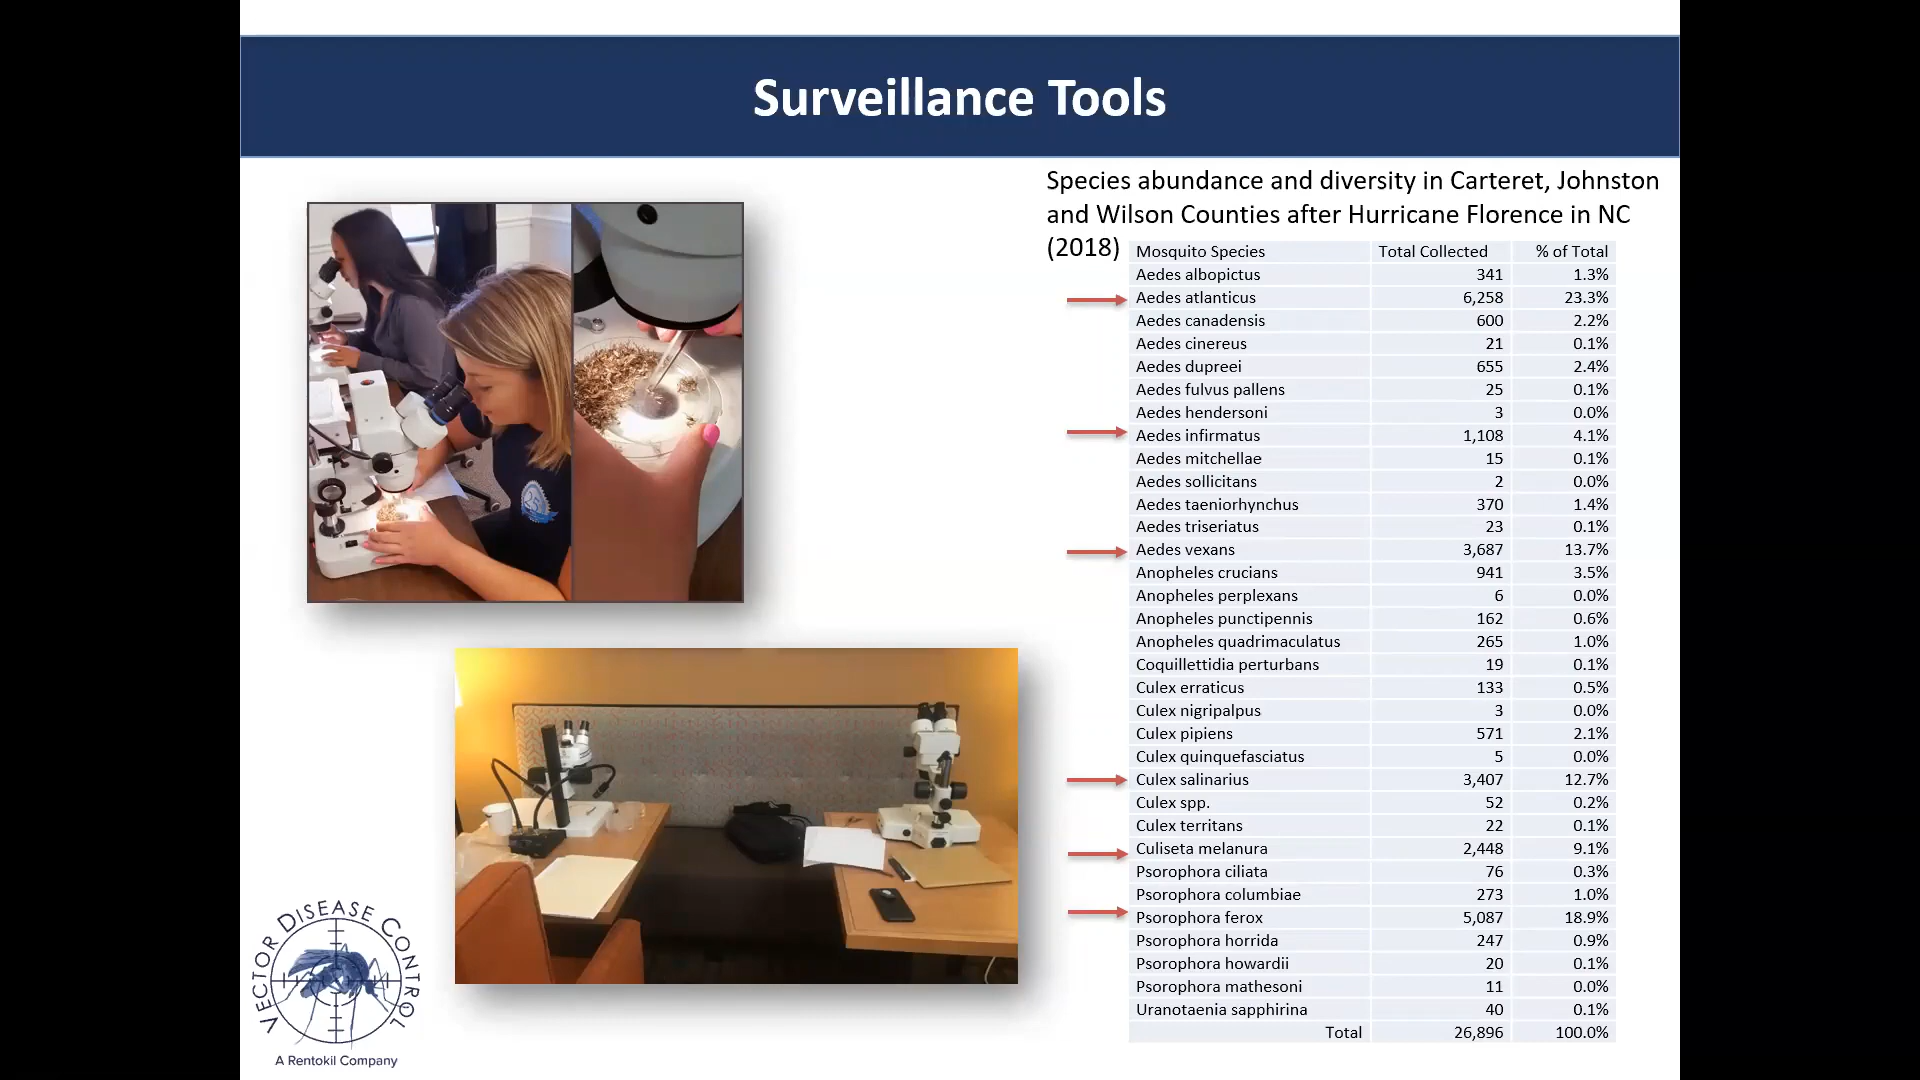 Surveillance Tools
Species abundance and diversity in Carteret, Johnston
and Wilson Counties after Hurricane Florence in NC
(2018)
Mosquito Species Total Collected % of Total
Aedes albopictus 341 1.3%
Aedes atlanticus 6,258 23.3%
Aedes canadensis 600 2.2%
Aedes cinereus 21 0.1%
Aedes dupreei 655 2.4%
Aedes fulvus pallens 25 0.1%
Aedes hendersoni 3 0.0%
Aedes infirmatus 1,108 4.1%
Aedes mitchellae 15 0.1%
Aedes sollicitans 2 0.0%
Aedes taeniorhynchus 370 1.4%
Aedes triseriatus 23 0.1%
Aedes vexans 3,687 13.7%
Anopheles crucians 941 3.5%
Anopheles perplexans 6 0.0%
Anopheles punctipennis 162 0.6%
Anopheles quadrimaculatus 265 1.0%
Coquillettidia perturbans 19 0.1%
Culex erraticus 133 0.5%
Culex nigripalpus 3 0.0%
Culex pipiens 571 2.1%
Culex quinquefasciatus 5 0.0%
Culex salinarius 3,407 12.7%
Culex spp. 52 0.2%
Culex territans 22 0.1%
Culiseta melanura 2,448 9.1%
Psorophora ciliata 76 0.3%
Psorophora columbiae 273 1.0%
Psorophora ferox 5,087 18.9%
Psorophora horrida 247 0.9%
Psorophora howardii 20 0.1%
Psorophora mathesoni 11 0.0%
Uranotaenia sapphirina 40 0.1%
Total 26,896 100.0%
25
VECTOR DISEASE CONTROL
A Rentokil Company